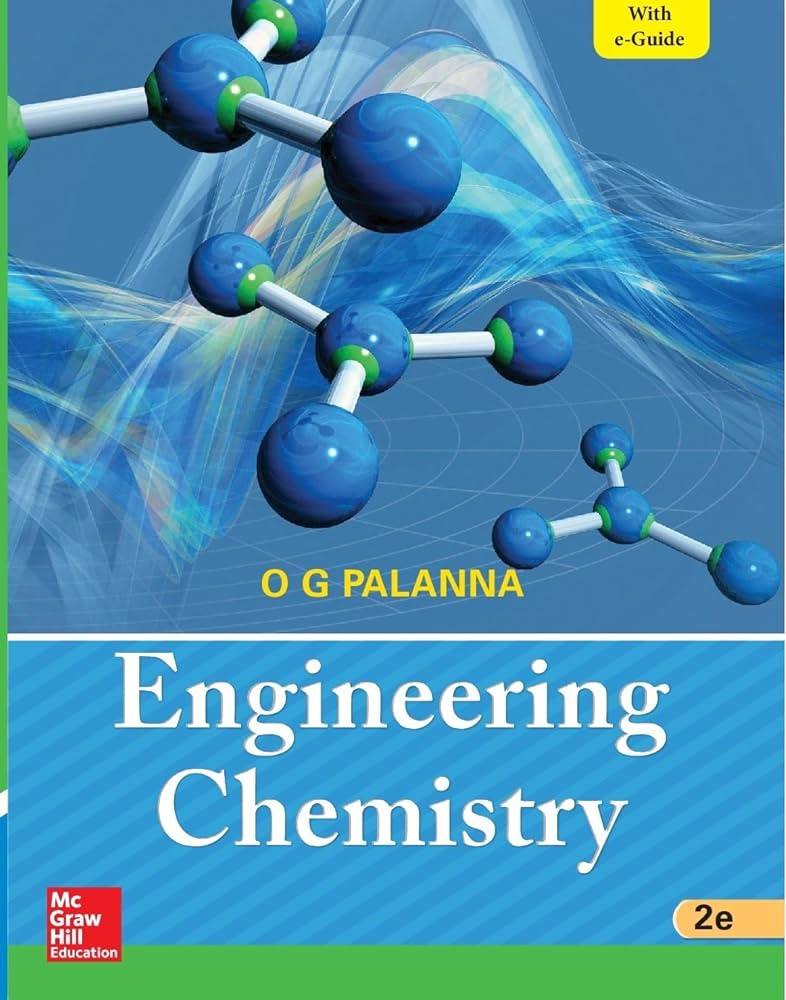 With
e-Guide
O G PALANNA
Engineering
Chemistry
Mc
Graw
Hill
Education
2e